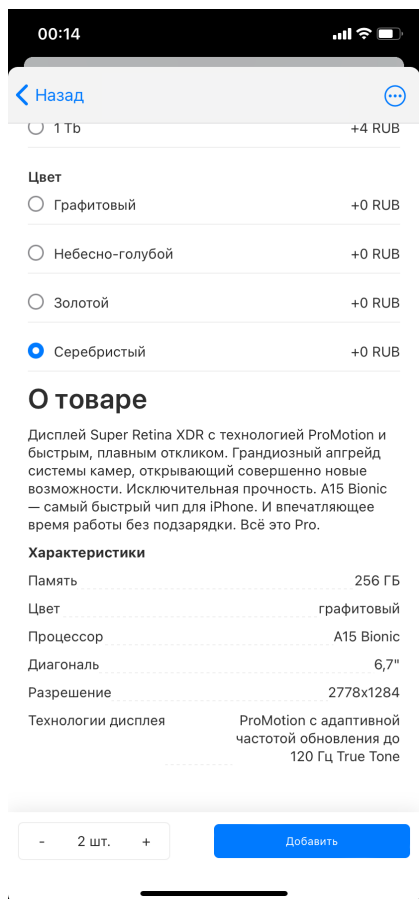 00:14
Назад
1 Tb +4 RUB
Цвет
Графитовый +0 RUB
Небесно-голубой +0 RUB
Золотой +0 RUB
Серебристый +0 RUB
О товаре
Дисплей Super Retina XDR с технологией ProMotion и
быстрым, плавным откликом. Грандиозный апгрейд
системы камер, открывающий совершенно новые
возможности. Исключительная прочность. A15 Bionic
— самый быстрый чип для iPhone. И впечатляющее
время работы без подзарядки. Всё это Pro.
Характеристики
Память 256 ГБ
Цвет графитовый
Процессор A15 Bionic
Диагональ 6,7"
Разрешение 2778x1284
Технологии дисплея ProMotion с адаптивной
частотой обновления до
120 Гц True Tone
- 2 шт. + Добавить